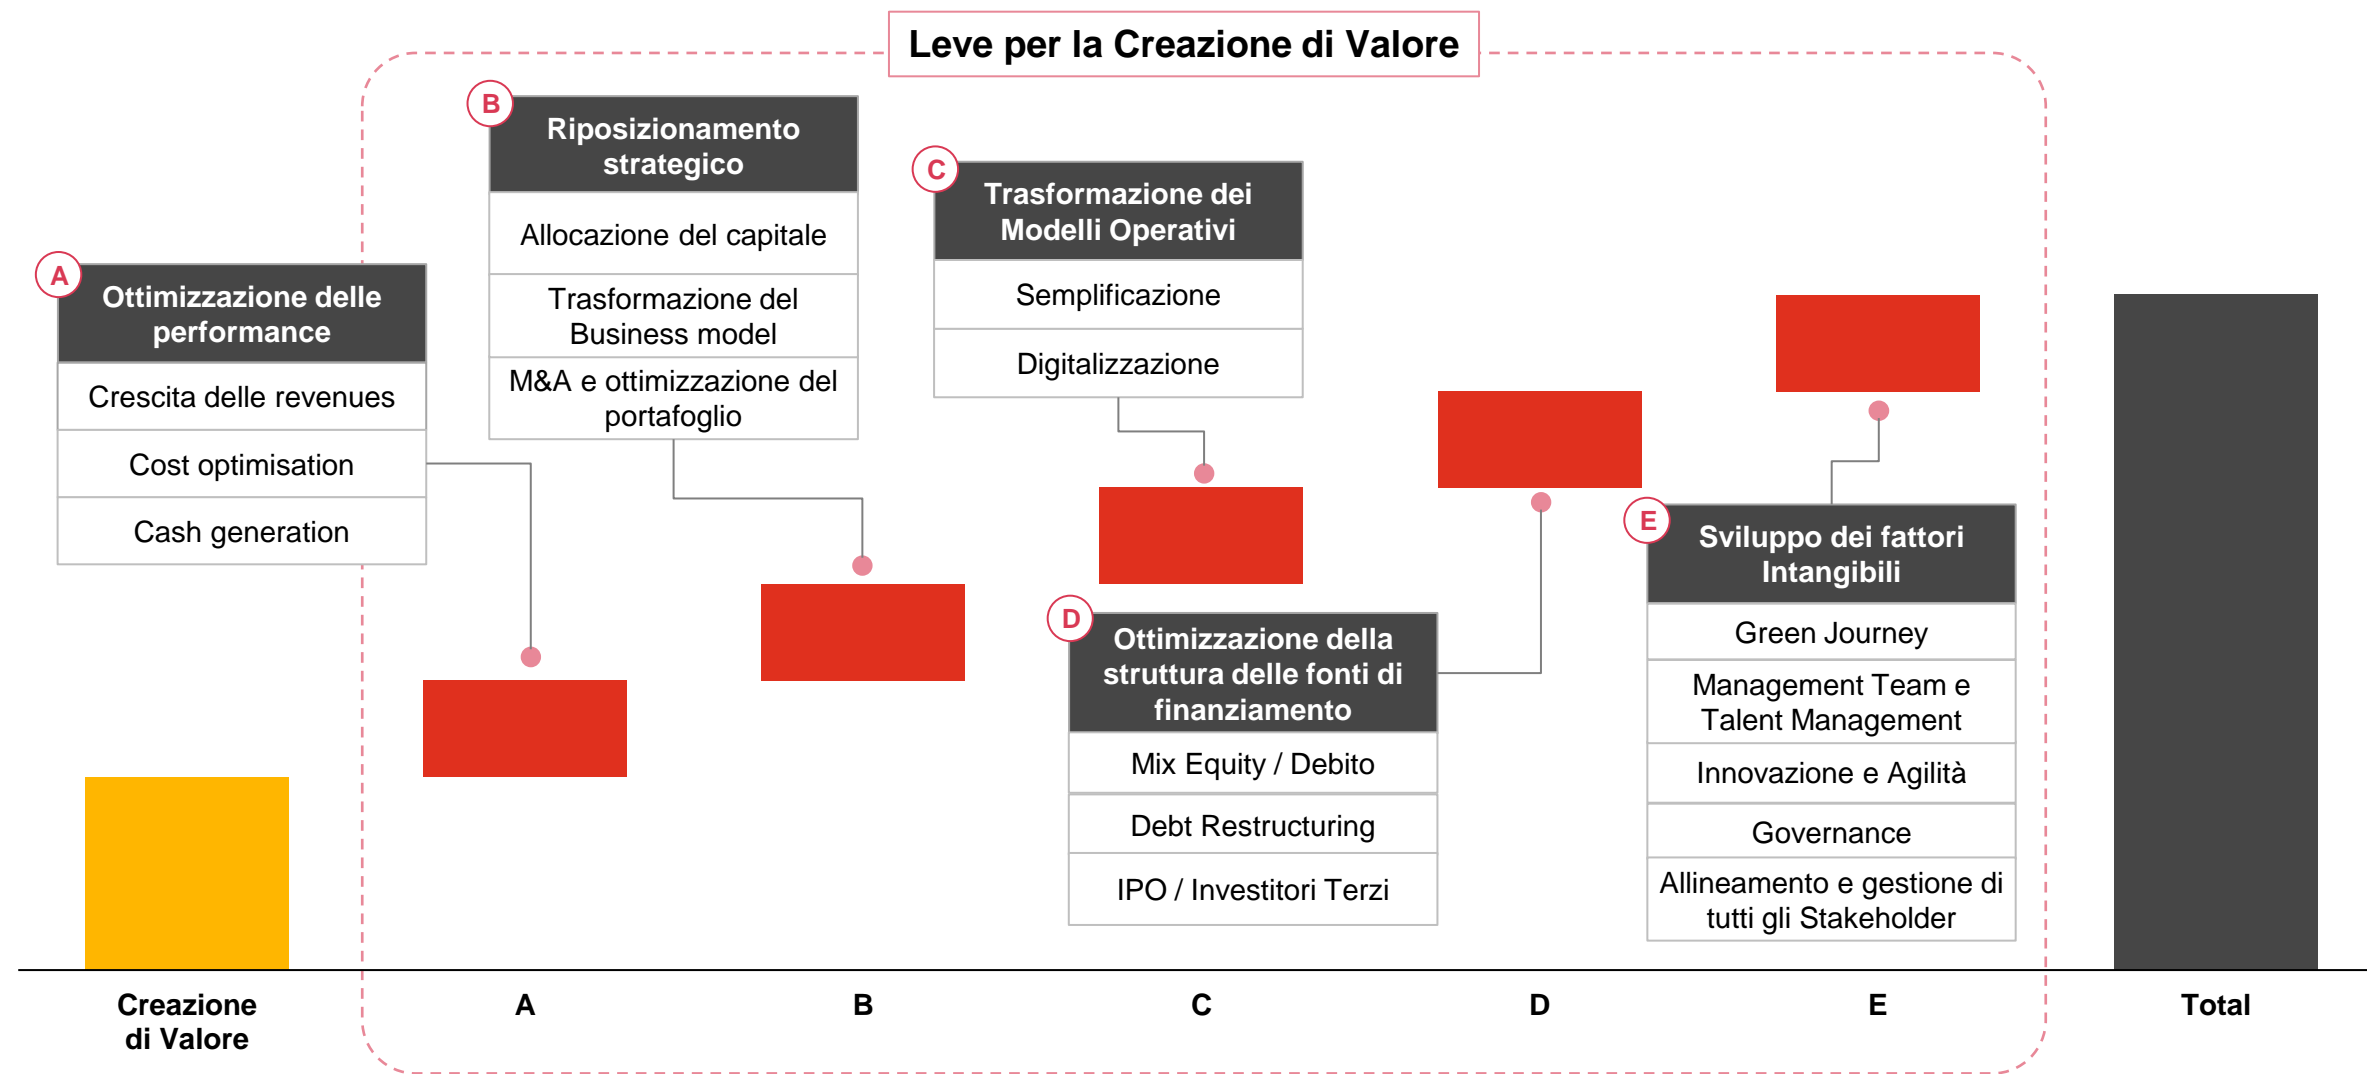 Leve per la Creazione di Valore
A
Ottimizzazione delle
performance
Crescita delle revenues
Cost optimisation
Cash generation
B
Riposizionamento
strategico
Allocazione del capitale
Trasformazione del
Business model
M&A e ottimizzazione del
portafoglio
C
Trasformazione dei
Modelli Operativi
Semplificazione
Digitalizzazione
D
Ottimizzazione della
struttura delle fonti di
finanziamento
Mix Equity / Debito
Debt Restructuring
IPO / Investitori Terzi
E
Sviluppo dei fattori
Intangibili
Green Journey
Management Team e
Talent Management
Innovazione e Agilità
Governance
Allineamento e gestione di
tutti gli Stakeholder
Creazione
di Valore
A
B
C
D
E
Total